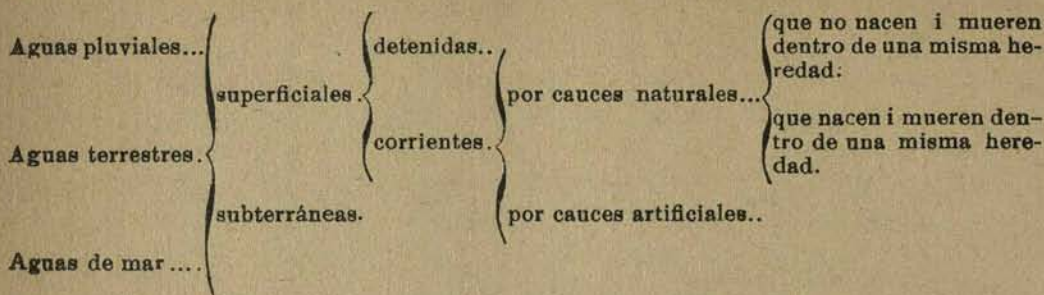 Aguas pluviales...
Aguas terrestres.
Aguas de mar ....
superficiales .
subterráneas.
detenidas..
corrientes.
por cauces naturales...
por cauces artificiales..
que no nacen i mueren
dentro de una misma he-
redad:
que nacen i mueren den-
tro de una misma here-
dad.